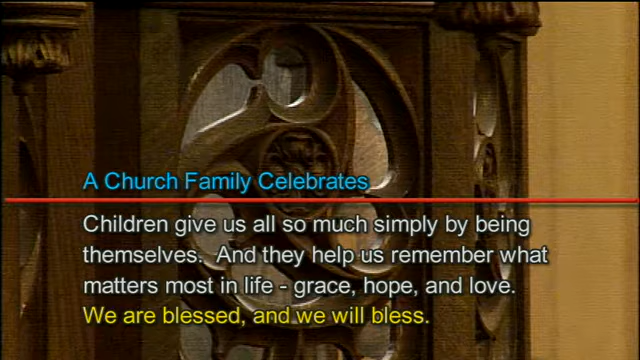 A Church Family Celebrates
Children give us all so much simply by being
themselves.  And they help us remember what
matters most in life - grace, hope, and love.
We are blessed, and we will bless.